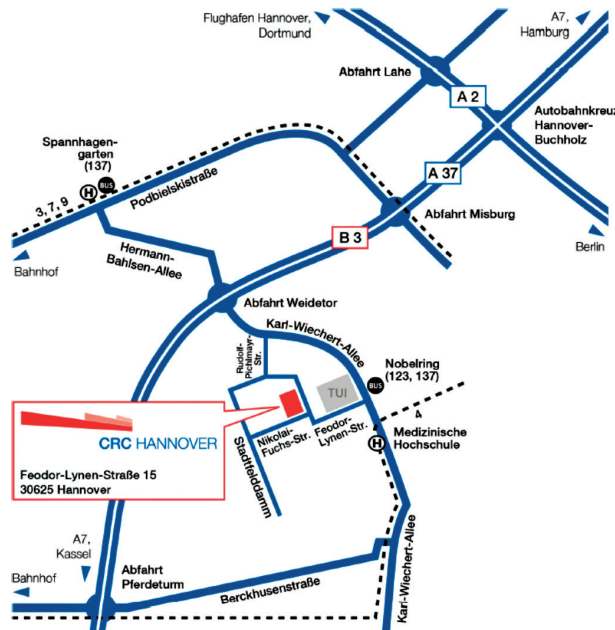 Flughafen Hannover,
Dortmund
A7,
Hamburg
Abfahrt Lahe
A 2
Autobahnkreuz
Hannover-
Buchholz
Spannhagen-
garten
(137)
H
BUS
3, 7, 9
Podbielskistraße
A 37
Abfahrt Misburg
B 3
Berlin
Bahnhof
Hermann-
Bahlsen-Allee
Abfahrt Weidetor
Karl-Wiechert-Allee
Rudolf-
Pichlmayr-
Str.
Nobelring
(123, 137)
BUS
TUI
4
Medizinische
Hochschule
H
Nikolai-
Fuchs-Str.
Feodor-
Lynen-Str.
Stadtfelddamm
CRC HANNOVER
Feodor-Lynen-Straße 15
30625 Hannover
A7,
Kassel
Bahnhof
Abfahrt
Pferdeturm
Berckhusenstraße
Karl-Wiechert-Allee